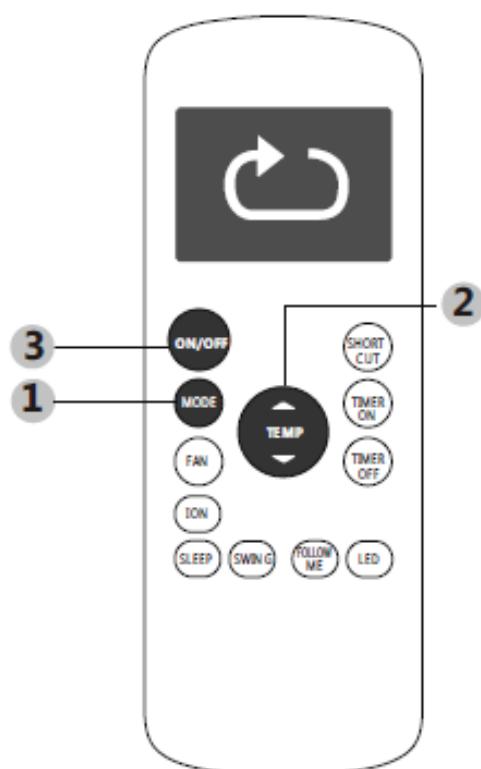 2
3
ON/OFF
SHORT
CUT
1
MODE
TEMP
TIMER
ON
FAN
TIMER
OFF
ION
SLEEP
SWING
FOLLOW
ME
LED